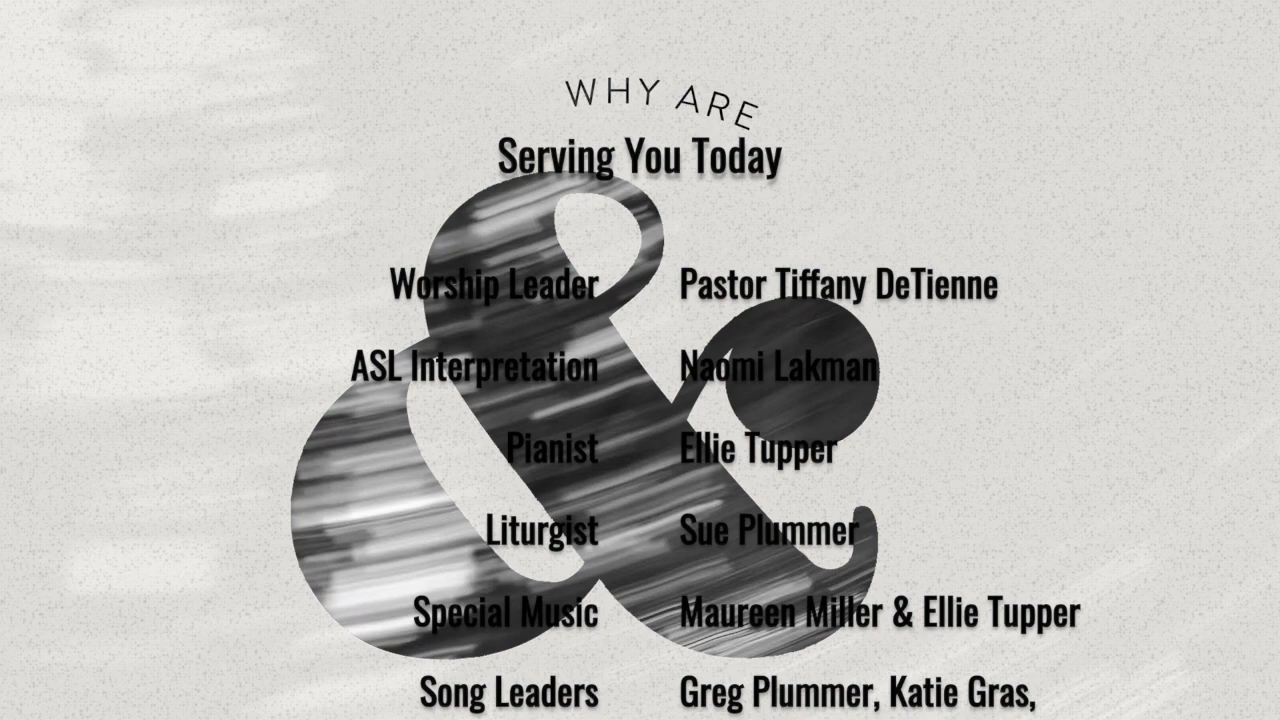 WHY ARE
Serving You Today
Worship Leader Pastor Tiffany DeTienne
ASL Interpretation Naomi Lakman
Pianist Ellie Tupper
Liturgist Sue Plummer
Special Music Maureen Miller & Ellie Tupper
Song Leaders Greg Plummer, Katie Gras,